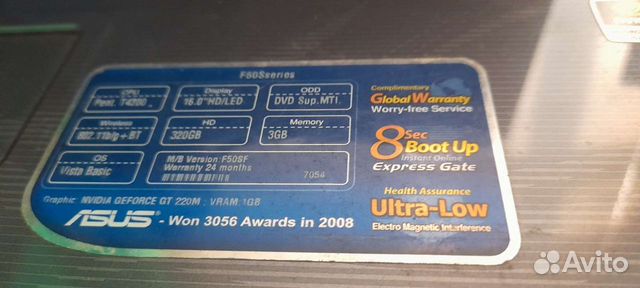 F50Sseries
CPU
Pent. T4200
Display
16.0"HD/LED
ODD
DVD Sup.MTI.
Wireless
802.11b/g+BT
HD
320GB
Memory
3GB
OS
Vista Basic
M/B Version:F50SF
Warranty 24 months
7054
Graphic: NVIDIA GEFORCE GT 220M : VRAM:1GB
ASUS - Won 3056 Awards in 2008
Complimentary
Global Warranty
Worry-free Service
8Sec
Boot Up
Instant Online
Express Gate
Health Assurance
Ultra-Low
Electro Magnetic Interference
Avito